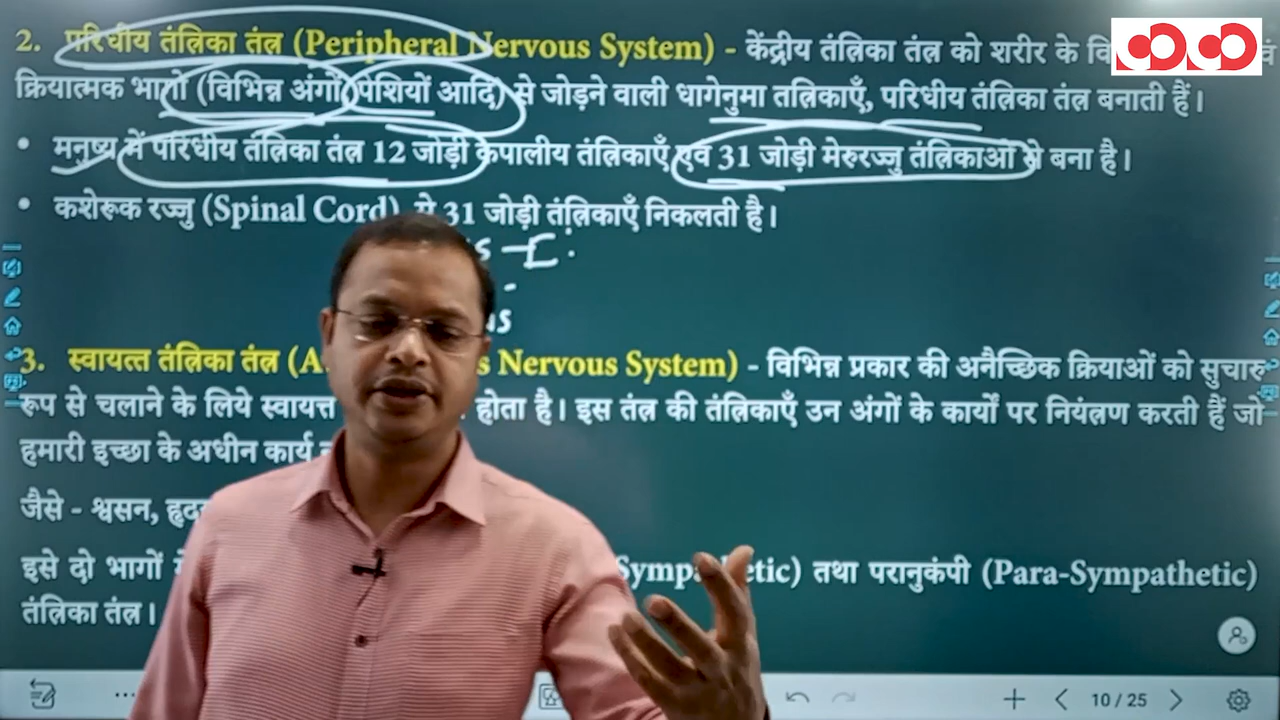 2. परिधीय तंत्रिका तंत्र (Peripheral Nervous System) - केंद्रीय तंत्रिका तंत्र को शरीर के
क्रियात्मक भागों (विभिन्न अंगों पेशियों आदि) से जोड़ने वाली धागेनुमा तत्रिकाएँ, परिधीय तंत्रिका तंत्र बनाती हैं।
• मनुष्य में परिधीय तंत्रिका तंत्र 12 जोड़ी कपालीय तंत्रिकाएँ एवं 31 जोड़ी मेरुरज्जु तंत्रिकाओं से बना है।
• कशेरूक रज्जु (Spinal Cord) से 31 जोड़ी तंत्रिकाएँ निकलती है।
3. स्वायत्त तंत्रिका तंत्र Nervous System) - विभिन्न प्रकार की अनैच्छिक क्रियाओं को सुचारु
रूप से चलाने के लिये स्वायत्त होता है। इस तंत्र की तंत्रिकाएँ उन अंगों के कार्यों पर नियंत्रण करती हैं जो
हमारी इच्छा के अधीन कार्य
जैसे - श्वसन,
इसे दो भागों तथा परानुकंपी (Para-Sympathetic)
तंत्रिका तंत्र।
10 / 25